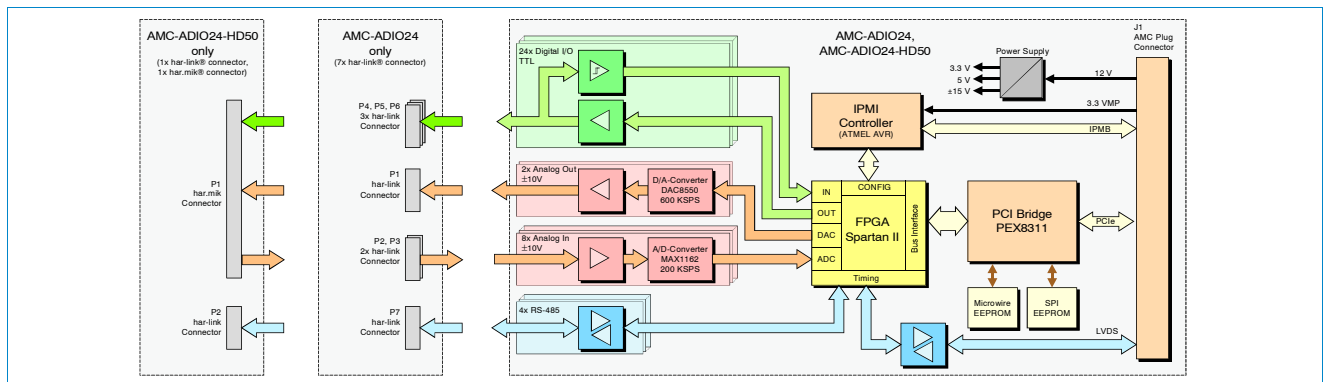 AMC-ADIO24-HD50
only
(1x har-link® connector,
1x har.mik® connector)
P1
har.mik
Connector
P2
har-link
Connector
AMC-ADIO24
only
(7x har-link® connector)
P4, P5, P6
3x har-link
Connector
P1
har-link
Connector
P2, P3
2x har-link
Connector
P7
har-link
Connector
AMC-ADIO24,
AMC-ADIO24-HD50
24x Digital I/O
TTL
2x Analog Out
±10V
D/A-Converter
DAC8550
600 KSPS
8x Analog In
±10V
A/D-Converter
MAX1162
200 KSPS
4x RS-485
Power Supply
3.3 V
5 V
±15 V
12 V
IPMI
Controller
(ATMEL AVR)
3.3 VMP
IPMB
CONFIG
IN
OUT
DAC
ADC
FPGA
Spartan II
Bus Interface
Timing
PCI Bridge
PEX8311
PCIe
Microwire
EEPROM
SPI
EEPROM
LVDS
J1
AMC Plug
Connector